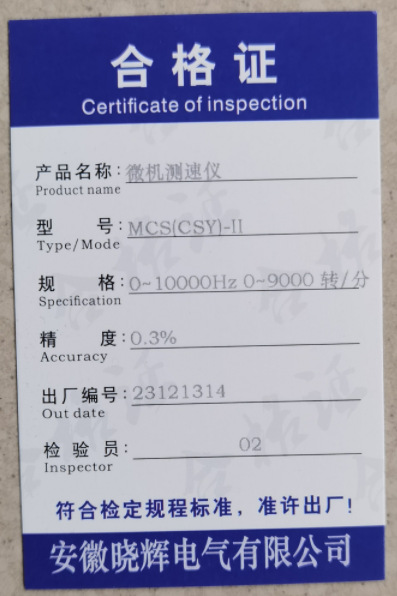 合格证
Certificate of inspection
产品名称：微机测速仪
Product name
型 号：MCS(CSY)-II
Type/Mode
规 格：0~10000Hz 0~9000 转/分
Specification
精 度：0.3%
Accuracy
出厂编号：23121314
Out date
检 验 员： 02
Inspector
符合检定规程标准，准许出厂！
安徽晓辉电气有限公司